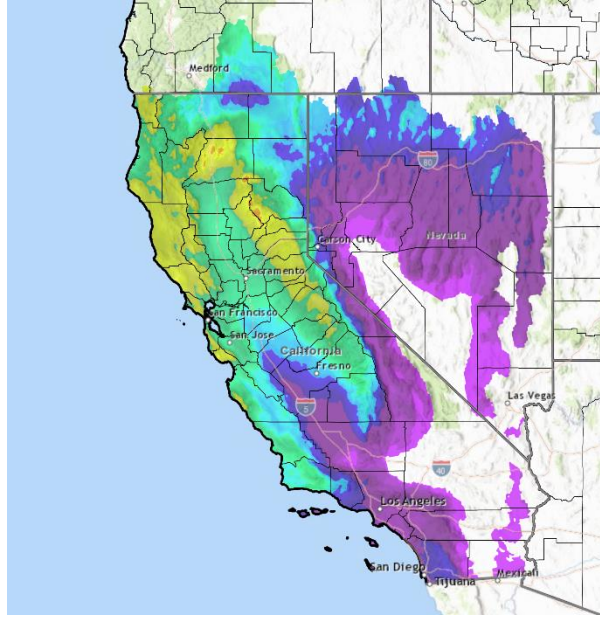 Medford
80
Carson City
Nevada
Sacramento
San Francisco
San Jose
California
Fresno
Las Vegas
5
40
Los Angeles
San Diego
Tijuana
Mexicali